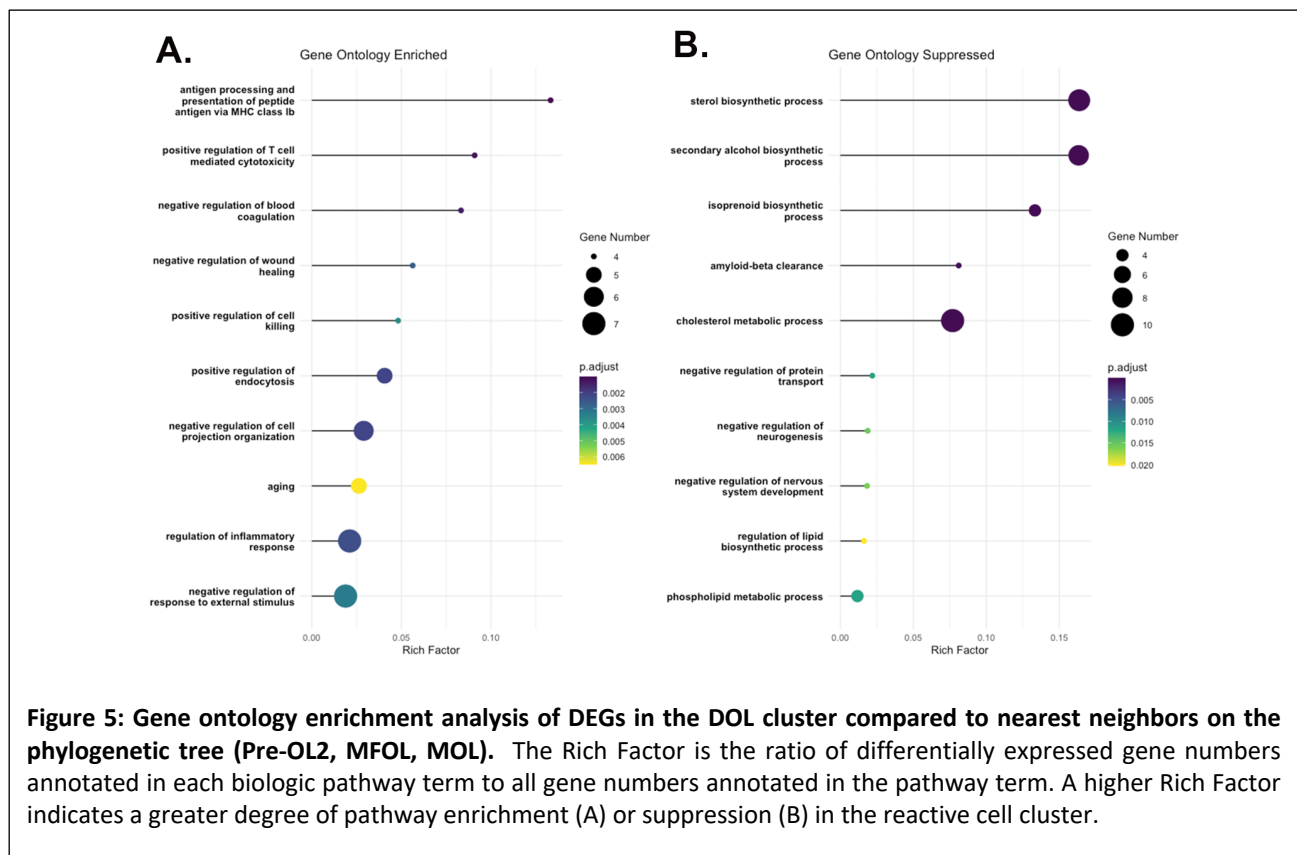 A.
Gene Ontology Enriched
antigen processing and
presentation of peptide
antigen via MHC class Ib
positive regulation of T cell
mediated cytotoxicity
negative regulation of blood
coagulation
negative regulation of wound
healing
positive regulation of cell
killing
positive regulation of
endocytosis
negative regulation of cell
projection organization
aging
regulation of inflammatory
response
negative regulation of
response to external stimulus
0.00
0.05
0.10
Rich Factor
Gene Number
4
5
6
7
p.adjust
0.002
0.003
0.004
0.005
0.006
B.
Gene Ontology Suppressed
sterol biosynthetic process
secondary alcohol biosynthetic
process
isoprenoid biosynthetic
process
amyloid-beta clearance
cholesterol metabolic process
negative regulation of protein
transport
negative regulation of
neurogenesis
negative regulation of nervous
system development
regulation of lipid
biosynthetic process
phospholipid metabolic process
0.00
0.05
0.10
0.15
Rich Factor
Gene Number
4
6
8
10
p.adjust
0.005
0.010
0.015
0.020
Figure 5: Gene ontology enrichment analysis of DEGs in the DOL cluster compared to nearest neighbors on the
phylogenetic tree (Pre-OL2, MFOL, MOL). The Rich Factor is the ratio of differentially expressed gene numbers
annotated in each biologic pathway term to all gene numbers annotated in the pathway term. A higher Rich Factor
indicates a greater degree of pathway enrichment (A) or suppression (B) in the reactive cell cluster.